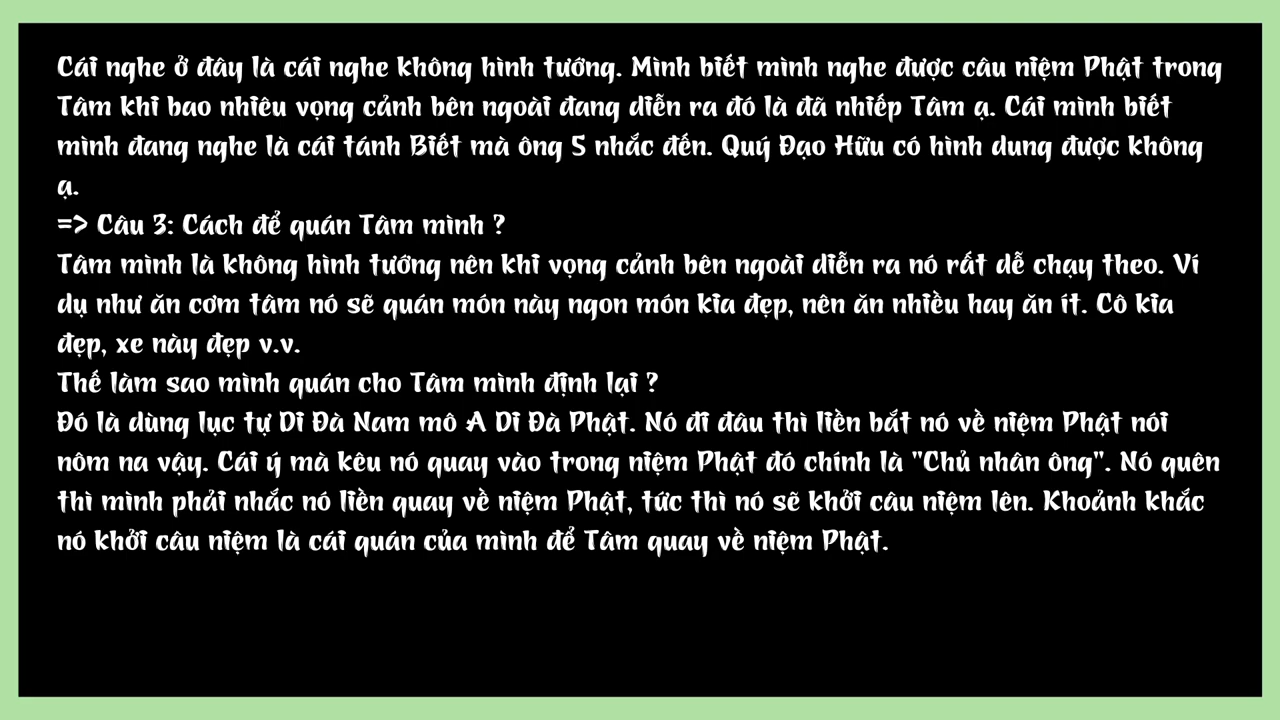 Cái nghe ở đây là cái nghe không hình tướng. Mình biết mình nghe được câu niệm Phật trong
Tâm khi bao nhiêu vọng cảnh bên ngoài đang diễn ra đó là đã nhiếp Tâm ạ. Cái mình biết
mình đang nghe là cái tánh Biết mà ông 5 nhắc đến. Quý Đạo Hữu có hình dung được không
ạ.
=> Câu 3: Cách để quán Tâm mình ?
Tâm mình là không hình tướng nên khi vọng cảnh bên ngoài diễn ra nó rất dễ chạy theo. Ví
dụ như ăn cơm tâm nó sẽ quán món này ngon món kia đẹp, nên ăn nhiều hay ăn ít. Cô kia
đẹp, xe này đẹp v.v.
Thế làm sao mình quán cho Tâm mình định lại ?
Đó là dùng lục tự Di Đà Nam mô A Di Đà Phật. Nó đi đâu thì liền bắt nó về niệm Phật nói
nôm na vậy. Cái ý mà kêu nó quay vào trong niệm Phật đó chính là "Chủ nhân ông". Nó quên
thì mình phải nhắc nó liền quay về niệm Phật, tức thì nó sẽ khởi câu niệm lên. Khoảnh khắc
nó khởi câu niệm là cái quán của mình để Tâm quay về niệm Phật.